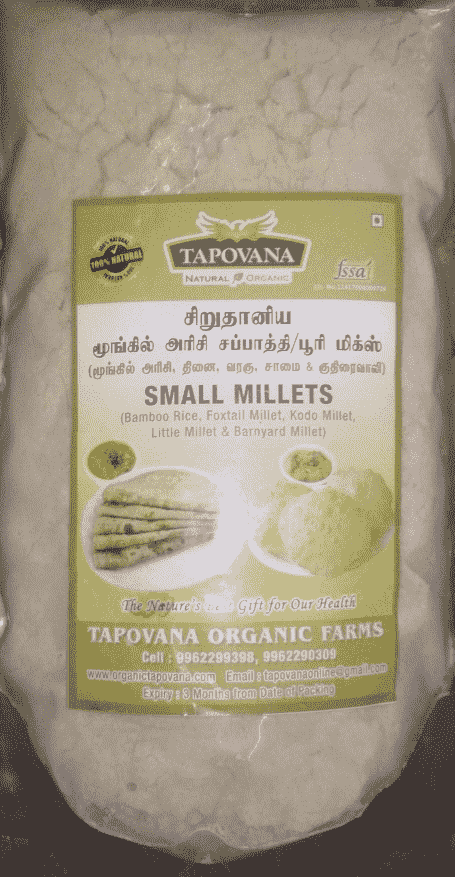 100% NATURAL
TAPOVANA
NATURAL ORGANIC
fssai
சிறுதானிய
மூங்கில் அரிசி சப்பாத்தி/பூரி மிக்ஸ்
(மூங்கில் அரிசி, தினை, வரகு, சாமை & குதிரைவாலி)
SMALL MILLETS
(Bamboo Rice, Foxtail Millet, Kodo Millet,
Little Millet & Barnyard Millet)
The Nature's Gift for Our Health
TAPOVANA ORGANIC FARMS
Cell : 9962299398, 9962290309
www.organictapovana.com Email : tapovanaonline@gmail.com
Expiry : 3 Months from Date of Packing